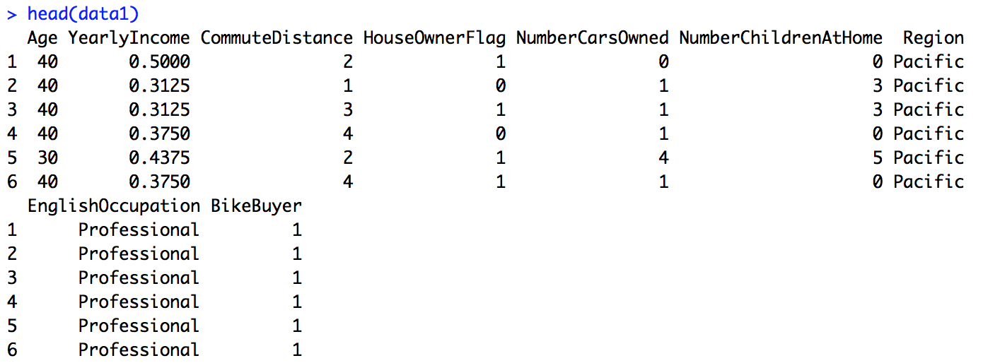 > head(data1)
  Age YearlyIncome CommuteDistance HouseOwnerFlag NumberCarsOwned NumberChildrenAtHome  Region
1  40       0.5000               2              1               0                    0 Pacific
2  40       0.3125               1              0               1                    3 Pacific
3  40       0.3125               3              1               1                    3 Pacific
4  40       0.3750               4              0               1                    0 Pacific
5  30       0.4375               2              1               4                    5 Pacific
6  40       0.3750               4              1               1                    0 Pacific
  EnglishOccupation BikeBuyer
1      Professional         1
2      Professional         1
3      Professional         1
4      Professional         1
5      Professional         1
6      Professional         1